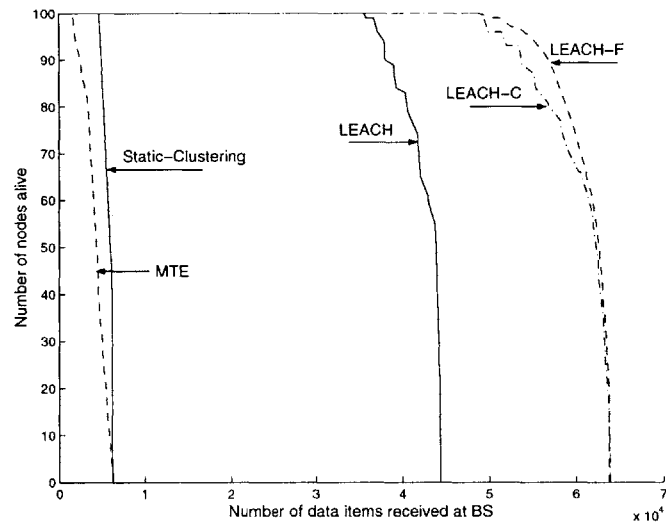 100
90
80
70
60
50
40
30
20
10
0
Number of nodes alive
LEACH-F
LEACH-C
LEACH
Static-Clustering
MTE
0 1 2 3 4 5 6 7
Number of data items received at BS
x 10^4